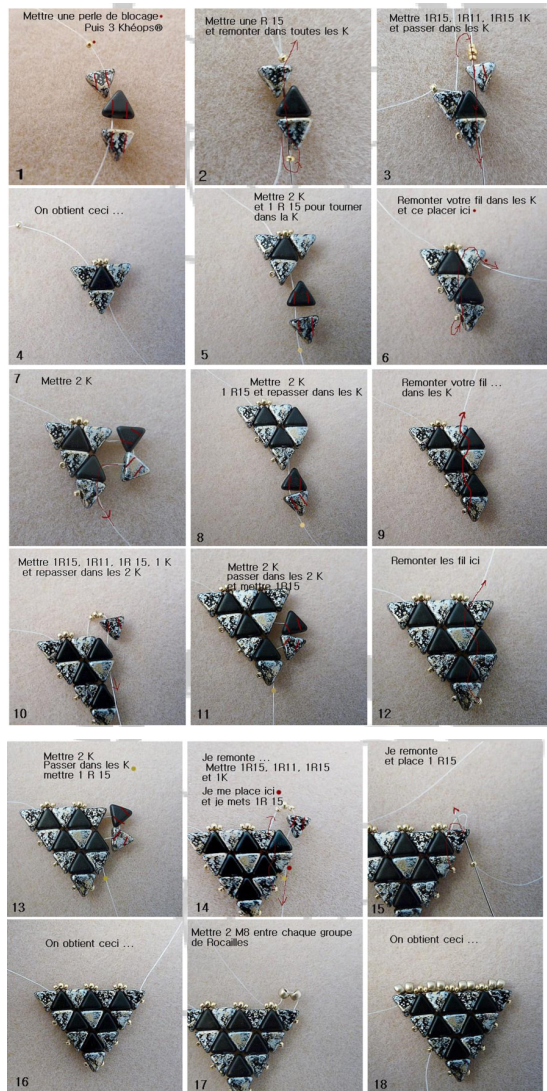 Mettre une perle de blocage•
Puis 3 Khéops®
1
Mettre une R 15
et remonter dans toutes les K
2
Mettre 1R15, 1R11, 1R15 1K
et passer dans les K
3
On obtient ceci ...
4
Mettre 2 K
et 1 R 15 pour tourner
dans la K
5
Remonter votre fil dans les K
et ce placer ici •
6
7
Mettre 2 K
Mettre 2 K
1 R15 et repasser dans les K
8
Remonter votre fil ...
dans les K
9
Mettre 1R15, 1R11, 1R 15, 1 K
et repasser dans les 2 K
10
Mettre 2 K
passer dans les 2 K
et mettre 1R15
11
Remonter les fil ici
12
Mettre 2 K
Passer dans les K
mettre 1 R 15
13
Je remonte ...
Mettre 1R15, 1R11, 1R15
et 1K
Je me place ici •
et je mets 1R 15
14
Je remonte
et place 1 R15
15
On obtient ceci ...
16
Mettre 2 M8 entre chaque groupe
de Rocailles
17
On obtient ceci ...
18